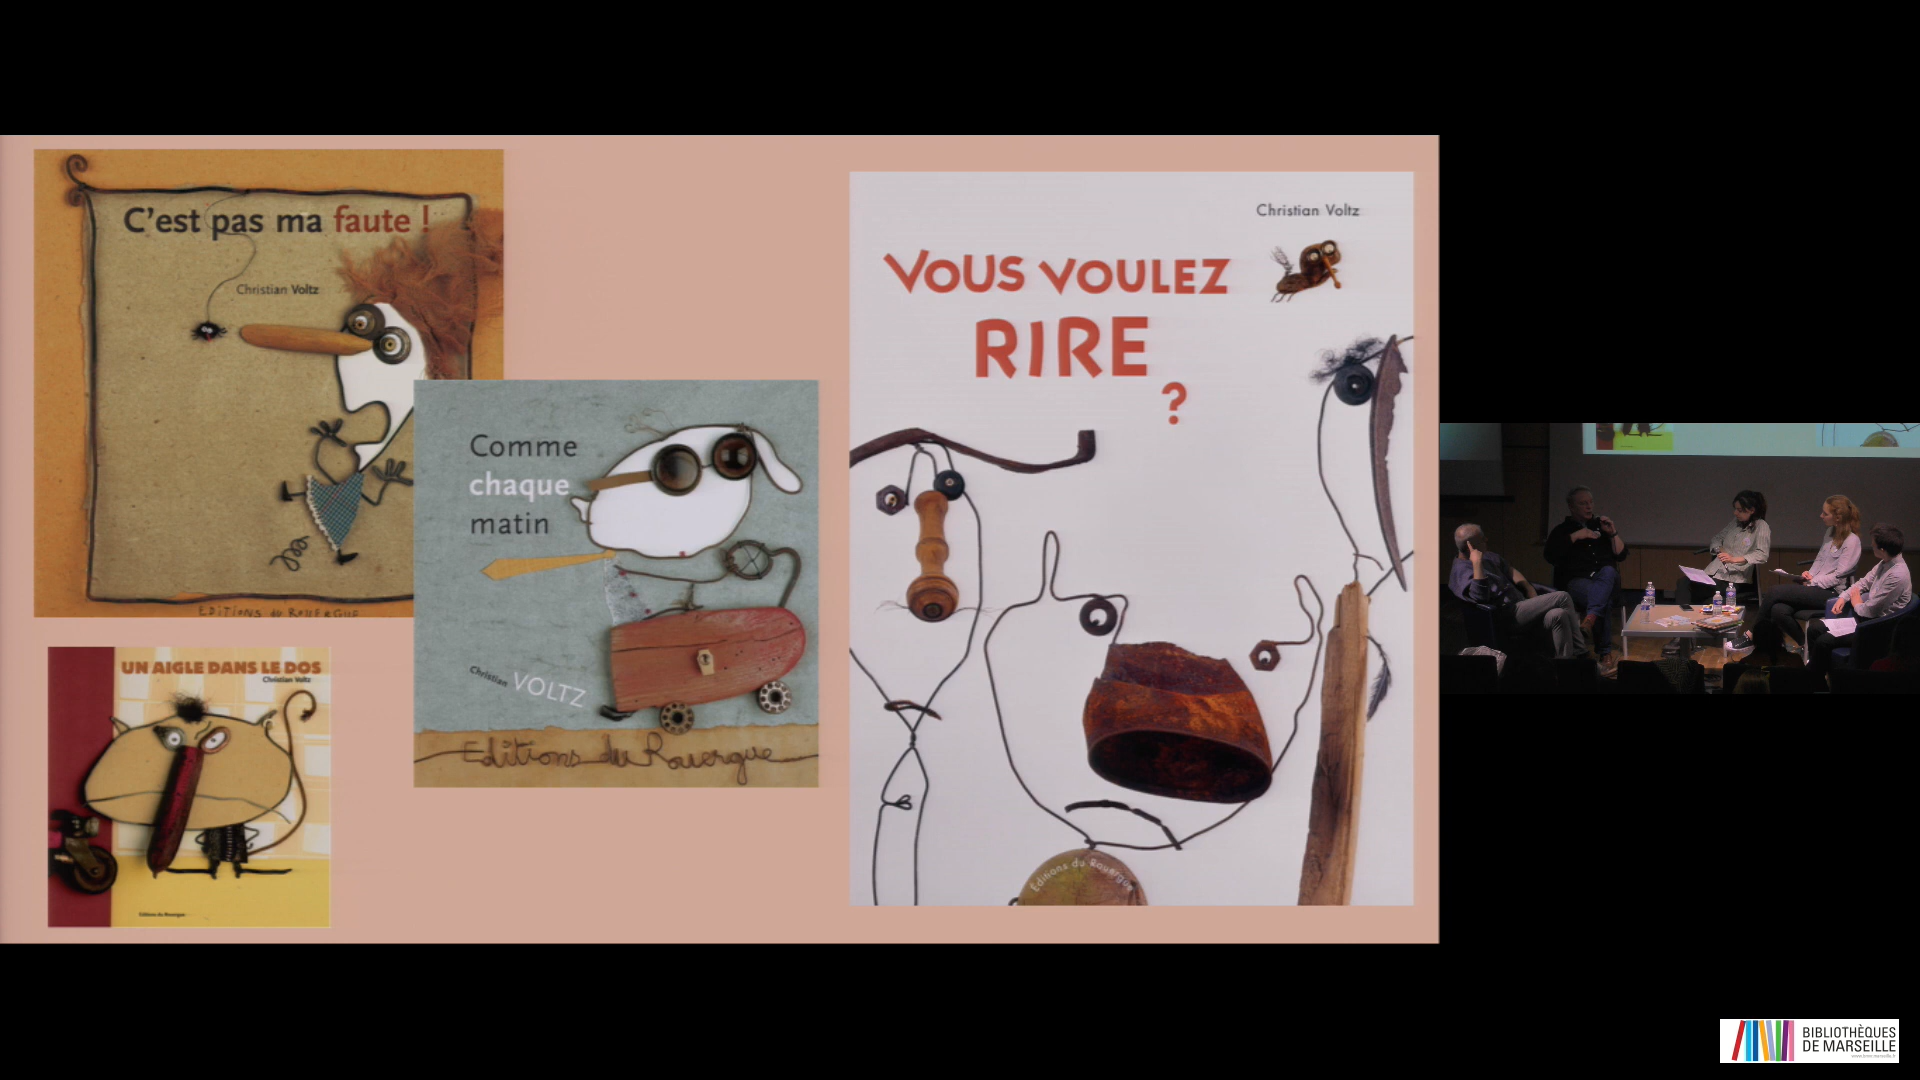 C'est pas ma faute !
Christian Voltz
EDITIONS du ROUERGUE
Comme
chaque
matin
Christian VOLTZ
Editions du Rouergue
UN AIGLE DANS LE DOS
Christian Voltz
Editions du Rouergue
Christian Voltz
VOUS VOULEZ
RIRE
?
Éditions du Rouergue
BIBLIOTHÈQUES
DE MARSEILLE